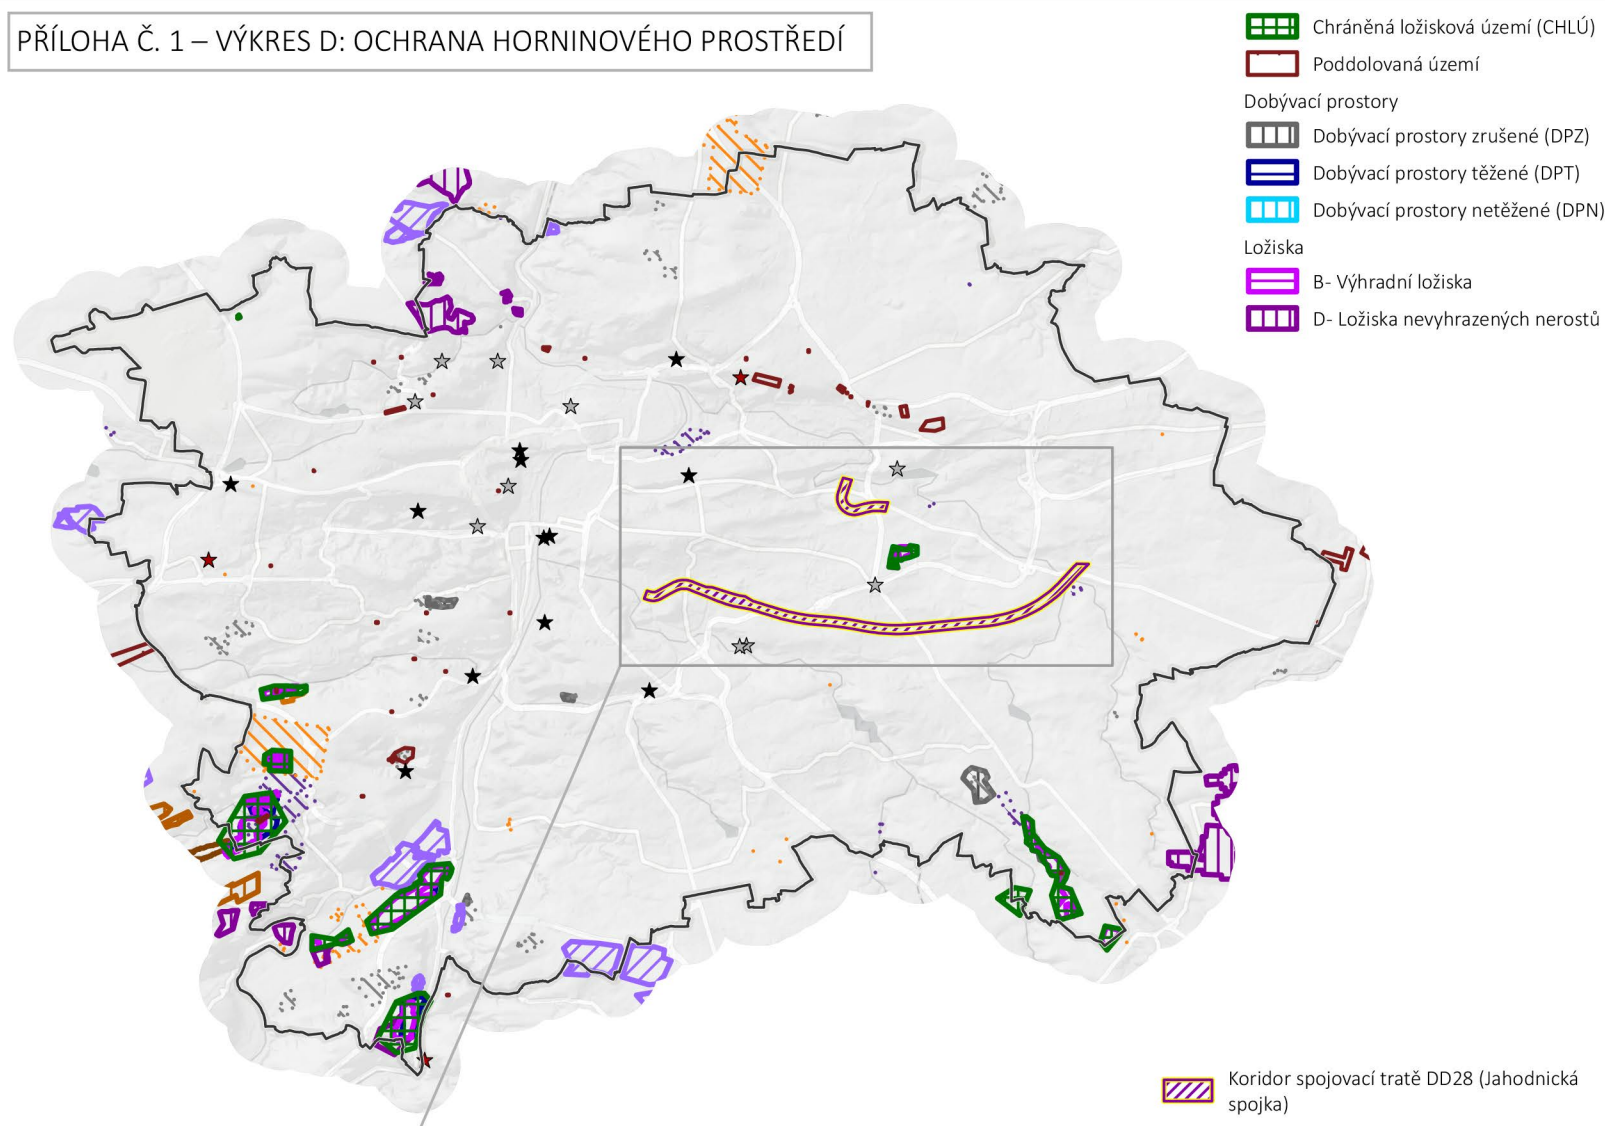 PŘÍLOHA Č. 1 – VÝKRES D: OCHRANA HORNINOVÉHO PROSTŘEDÍ
Chráněná ložisková území (CHLÚ)
Poddolovaná území
Dobývací prostory
Dobývací prostory zrušené (DPZ)
Dobývací prostory těžené (DPT)
Dobývací prostory netěžené (DPN)
Ložiska
B- Výhradní ložiska
D- Ložiska nevyhrazených nerostů
Koridor spojovací tratě DD28 (Jahodnická
spojka)